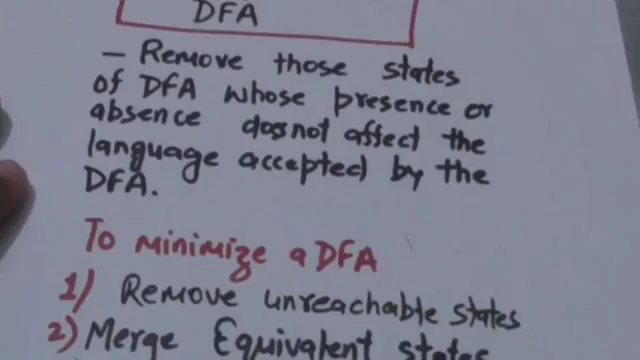 DFA
- Remove those states
of DFA whose presence or
absence does not affect the
language accepted by the
DFA.
To minimize a DFA
1) Remove unreachable states
2) Merge Equivalent states